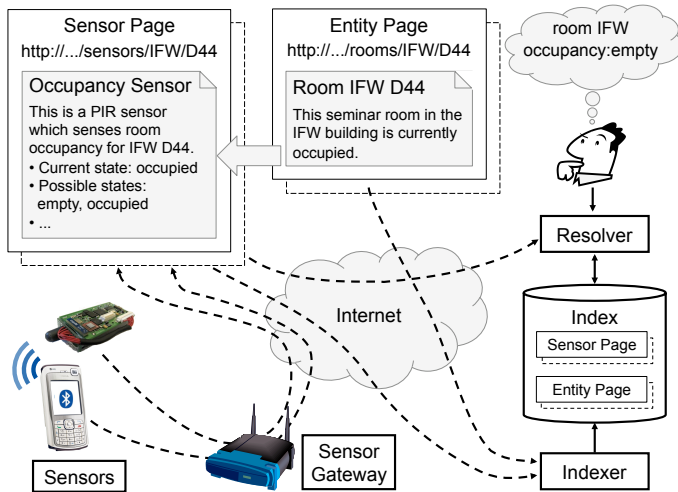 Sensor Page
http://.../sensors/IFW/D44
Occupancy Sensor
This is a PIR sensor
which senses room
occupancy for IFW D44.
• Current state: occupied
• Possible states:
empty, occupied
• ...
Entity Page
http://.../rooms/IFW/D44
Room IFW D44
This seminar room in the
IFW building is currently
occupied.
room IFW
occupancy:empty
Resolver
Internet
Index
Sensor Page
Entity Page
Indexer
Sensors
Sensor
Gateway